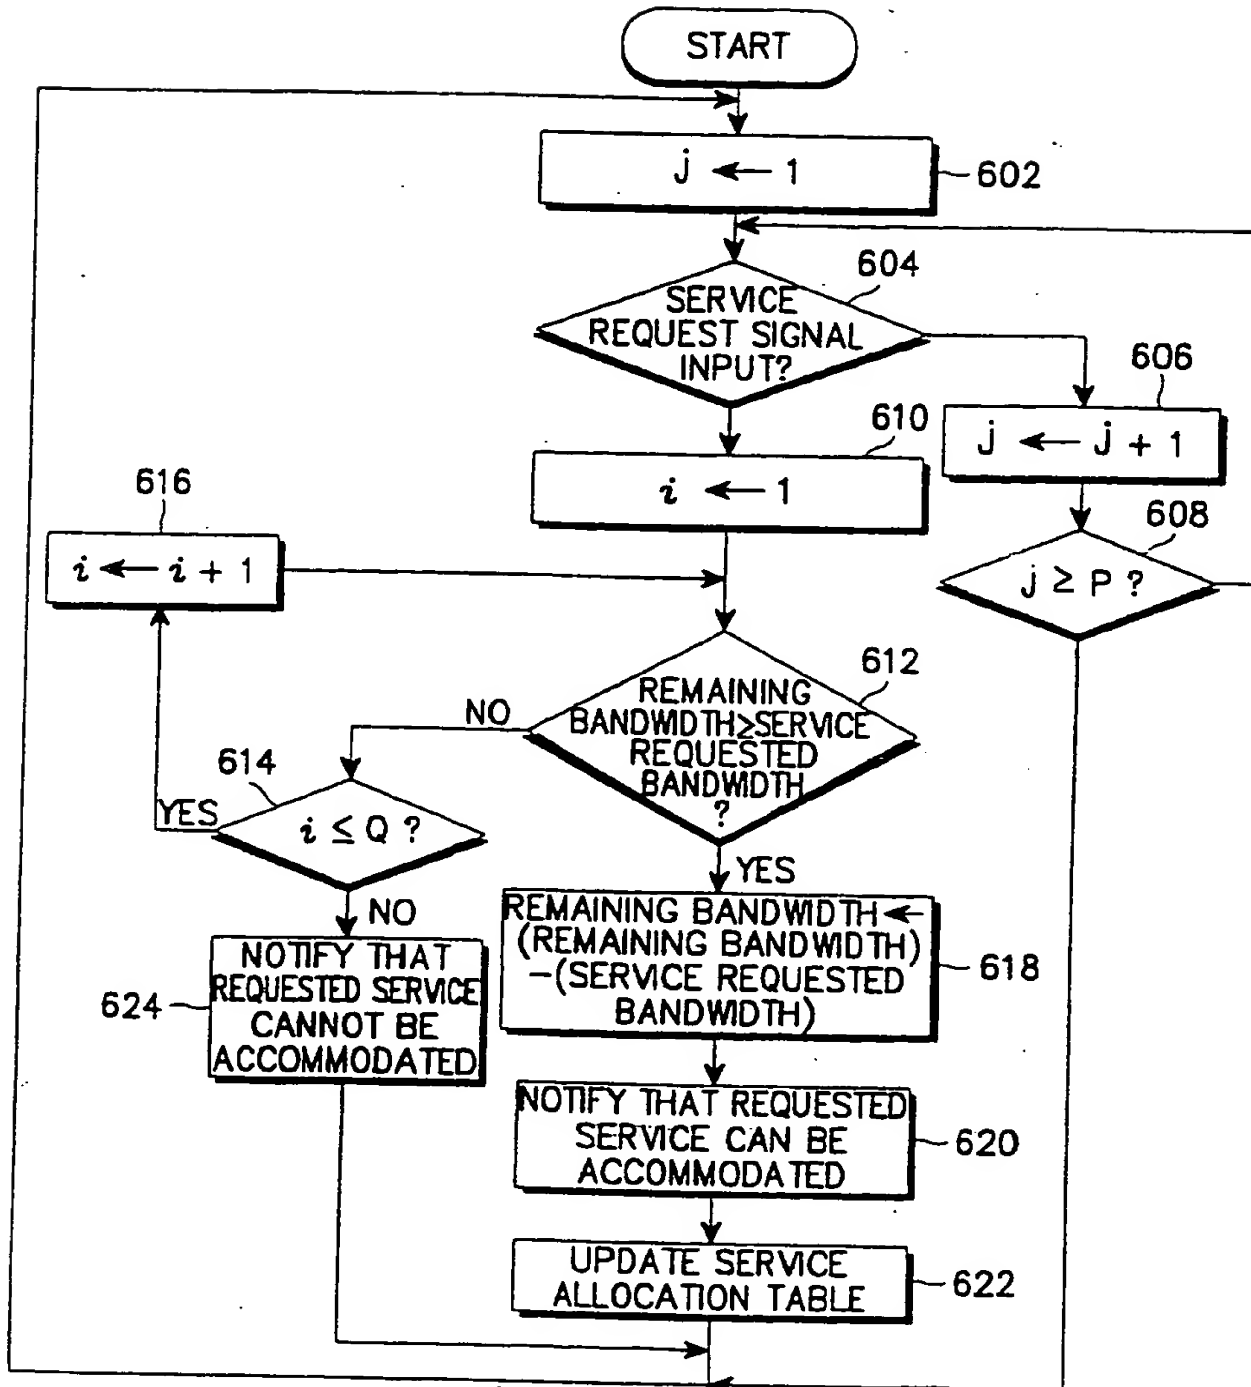 START
j ← 1
602
604
SERVICE
REQUEST SIGNAL
INPUT?
606
j ← j + 1
610
i ← 1
616
i ← i + 1
608
j ≥ P ?
612
REMAINING
BANDWIDTH≥SERVICE
REQUESTED
BANDWIDTH
?
NO
614
YES
i ≤ Q ?
YES
NO
REMAINING BANDWIDTH ←
(REMAINING BANDWIDTH)
-(SERVICE REQUESTED
BANDWIDTH)
618
NOTIFY THAT
REQUESTED SERVICE
CANNOT BE
ACCOMMODATED
624
NOTIFY THAT REQUESTED
SERVICE CAN BE
ACCOMMODATED
620
UPDATE SERVICE
ALLOCATION TABLE
622